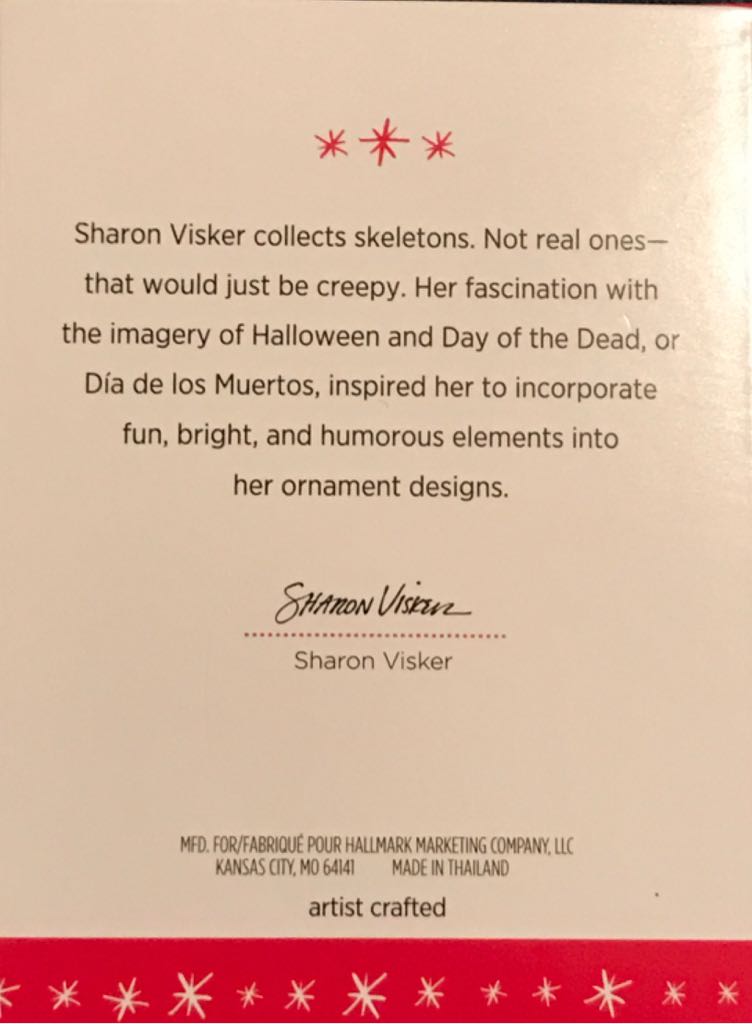 Sharon Visker collects skeletons. Not real ones—
that would just be creepy. Her fascination with
the imagery of Halloween and Day of the Dead, or
Día de los Muertos, inspired her to incorporate
fun, bright, and humorous elements into
her ornament designs.
SHARON VISKER
Sharon Visker
MFD. FOR/FABRIQUÉ POUR HALLMARK MARKETING COMPANY, LLC
KANSAS CITY, MO 64141 MADE IN THAILAND
artist crafted